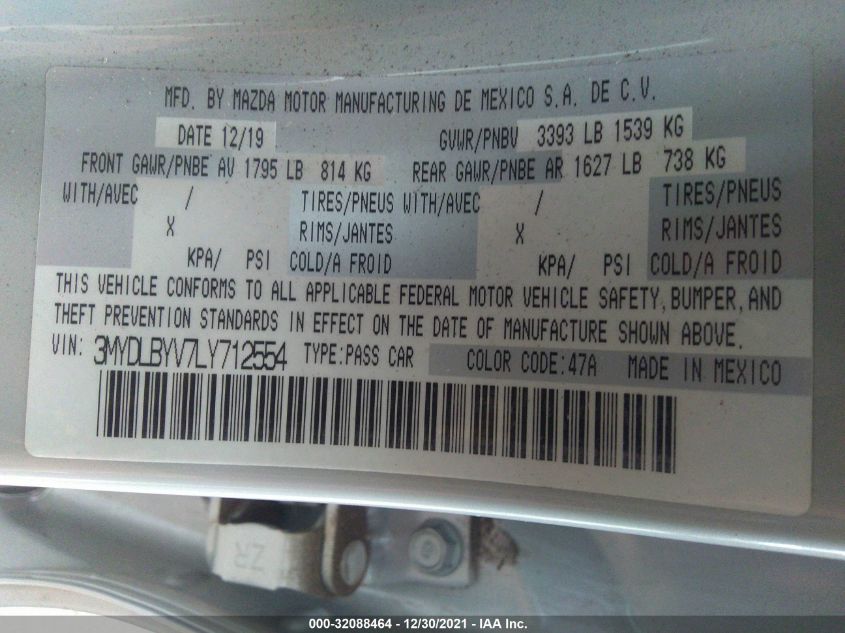 MFD. BY MAZDA MOTOR MANUFACTURING DE MEXICO S.A. DE C.V.
DATE 12/19 GVWR/PNBV 3393 LB 1539 KG
FRONT GAWR/PNBE AV 1795 LB 814 KG REAR GAWR/PNBE AR 1627 LB 738 KG
WITH/AVEC / TIRES/PNEUS WITH/AVEC / TIRES/PNEUS
X RIMS/JANTES X RIMS/JANTES
KPA/ PSI COLD/A FROID KPA/ PSI COLD/A FROID
THIS VEHICLE CONFORMS TO ALL APPLICABLE FEDERAL MOTOR VEHICLE SAFETY, BUMPER, AND
THEFT PREVENTION STANDARDS IN EFFECT ON THE DATE OF MANUFACTURE SHOWN ABOVE.
VIN: 3MYDLBYV7LY712554 TYPE:PASS CAR COLOR CODE:47A MADE IN MEXICO
ZR
000-32088464 - 12/30/2021 - IAA Inc.